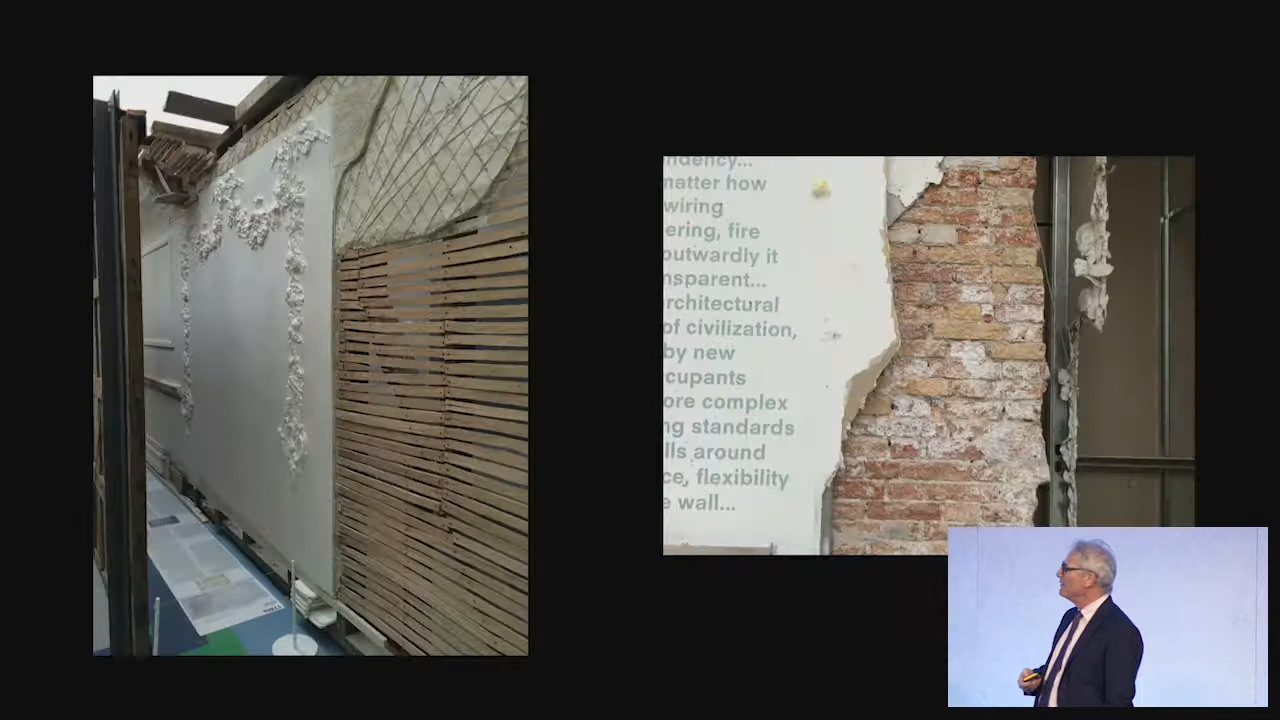 ndency...
matter how
wiring
ering, fire
outwardly it
nsparent...
rchitectural
of civilization,
by new
cupants
ore complex
ng standards
lls around
ce, flexibility
e wall...